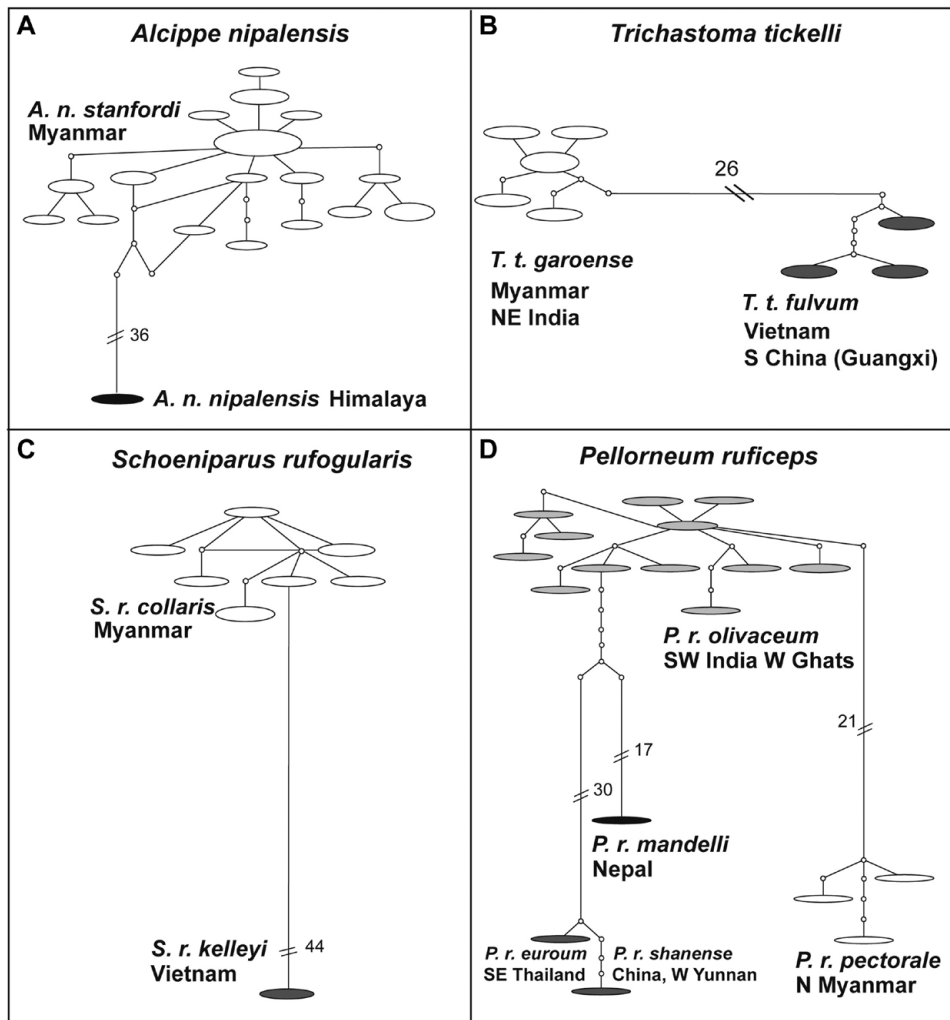 A
Alcippe nipalensis
A. n. stanfordi
Myanmar
36
A. n. nipalensis Himalaya
B
Trichastoma tickelli
26
T. t. garoense
Myanmar
NE India
T. t. fulvum
Vietnam
S China (Guangxi)
C
Schoeniparus rufogularis
S. r. collaris
Myanmar
S. r. kelleyi
Vietnam
44
D
Pellorneum ruficeps
P. r. olivaceum
SW India W Ghats
21
17
30
P. r. mandelli
Nepal
P. r. euroum
SE Thailand
P. r. shanense
China, W Yunnan
P. r. pectorale
N Myanmar